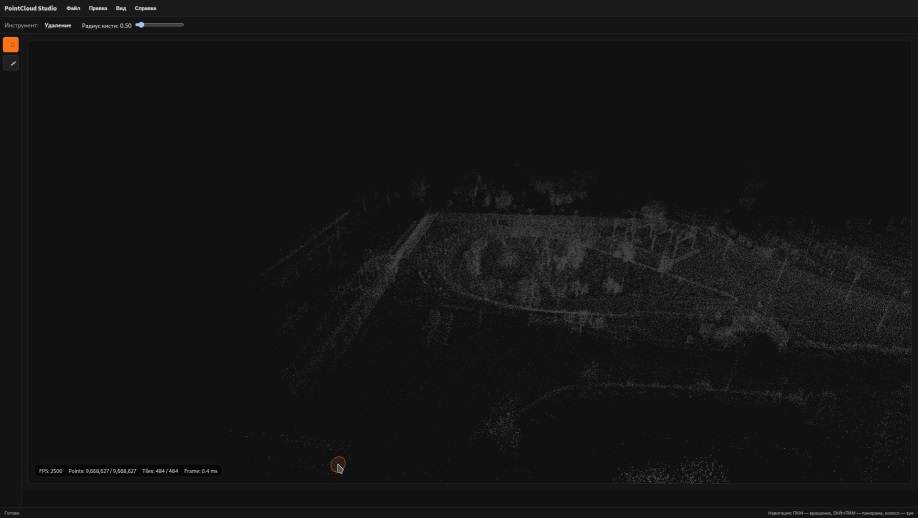 PointCloud Studio Файл Правка Вид Справка
Инструмент: Удаление Радиус кисти: 0.50
FPS: 2500 Points: 9,668,627 / 9,668,627 Tiles: 484 / 484 Frame: 0.4 ms
Готово Навигация: ПКМ — вращение, Shift+ПКМ — панорама, колесо — зум.